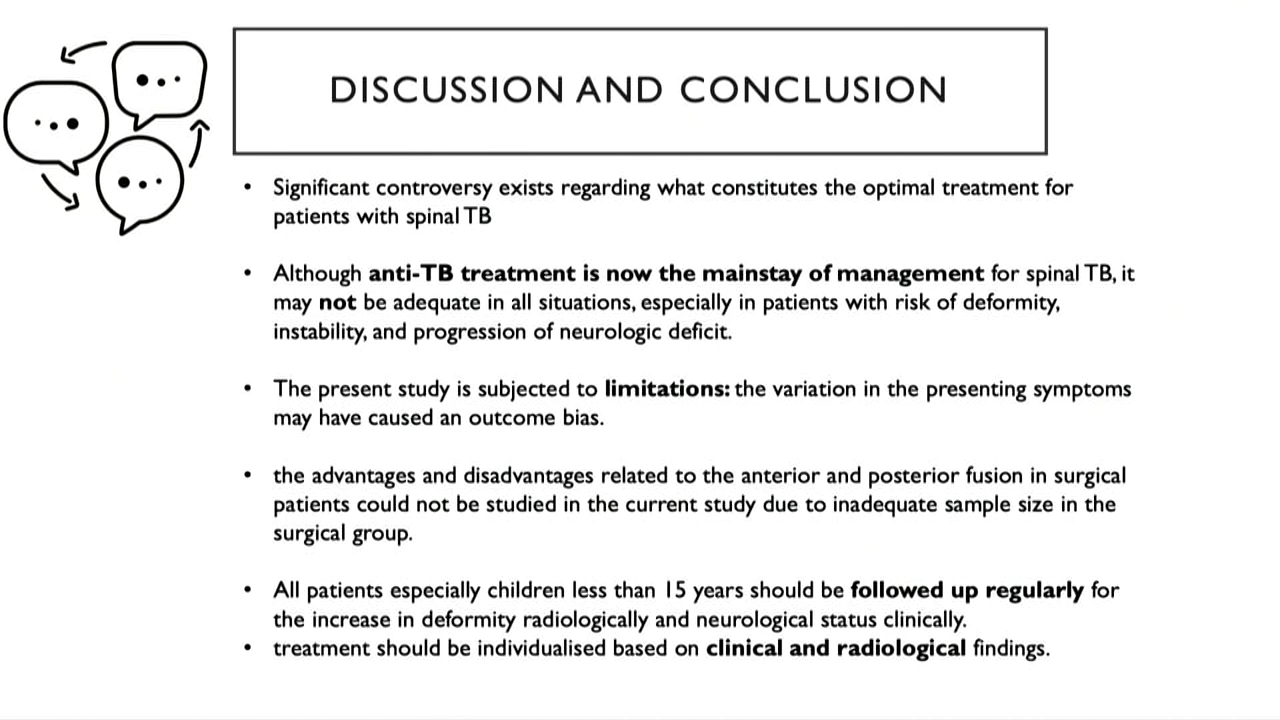 DISCUSSION AND CONCLUSION
• Significant controversy exists regarding what constitutes the optimal treatment for
patients with spinal TB
• Although anti-TB treatment is now the mainstay of management for spinal TB, it
may not be adequate in all situations, especially in patients with risk of deformity,
instability, and progression of neurologic deficit.
• The present study is subjected to limitations: the variation in the presenting symptoms
may have caused an outcome bias.
• the advantages and disadvantages related to the anterior and posterior fusion in surgical
patients could not be studied in the current study due to inadequate sample size in the
surgical group.
• All patients especially children less than 15 years should be followed up regularly for
the increase in deformity radiologically and neurological status clinically.
• treatment should be individualised based on clinical and radiological findings.